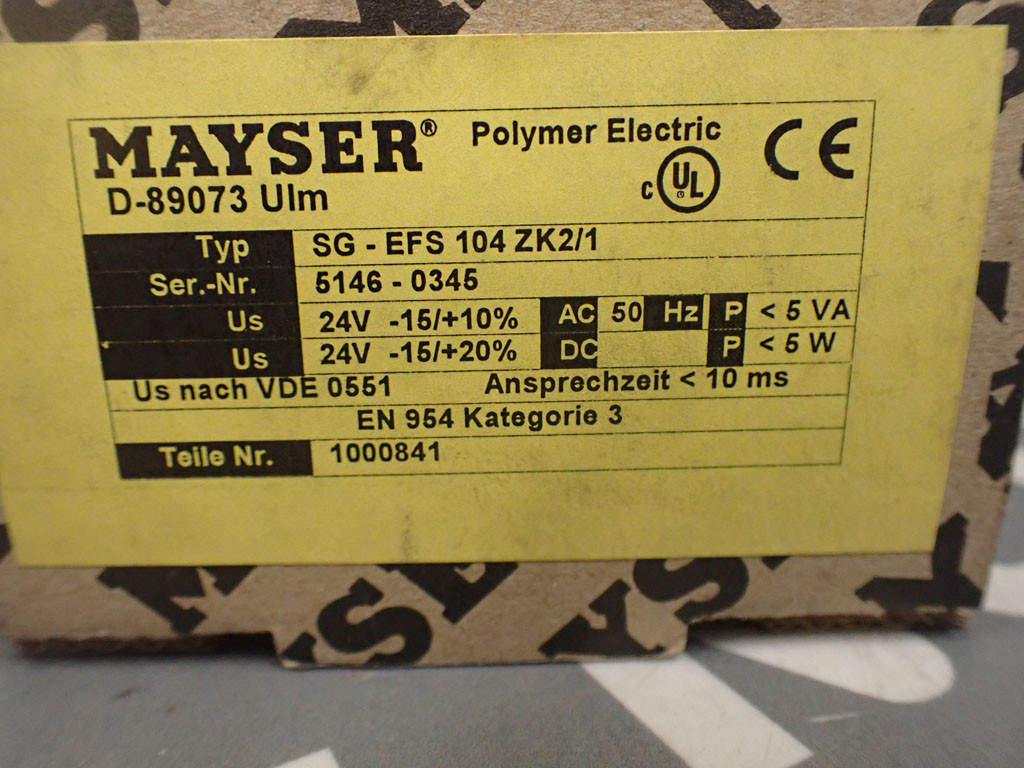 MAYSER® Polymer Electric CE
D-89073 Ulm c UL
Typ SG - EFS 104 ZK2/1
Ser.-Nr. 5146 - 0345
Us 24V -15/+10% AC 50 Hz P < 5 VA
Us 24V -15/+20% DC P < 5 W
Us nach VDE 0551 Ansprechzeit < 10 ms
EN 954 Kategorie 3
Teile Nr. 1000841